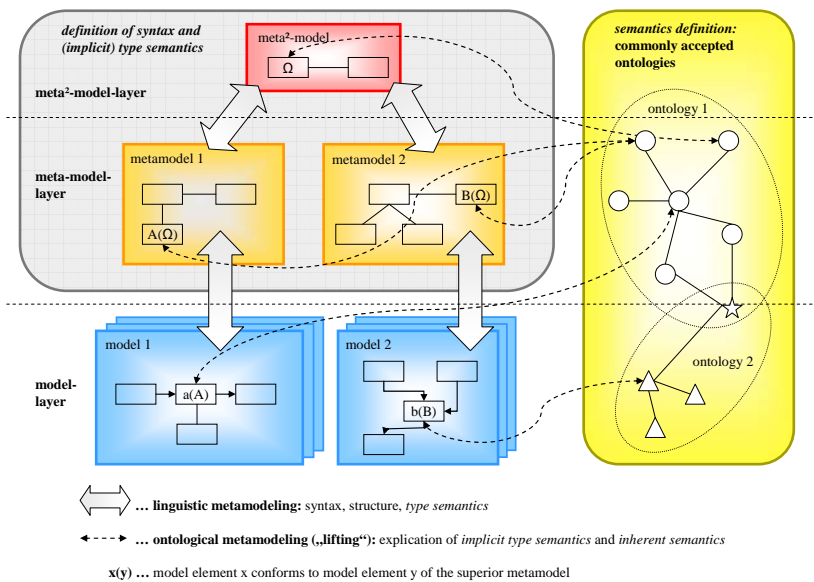 definition of syntax and
(implicit) type semantics
meta²-model
Ω
meta²-model-layer
semantics definition:
commonly accepted
ontologies
ontology 1
meta-model-
layer
metamodel 1
A(Ω)
metamodel 2
B(Ω)
model-
layer
model 1
a(A)
model 2
b(B)
ontology 2
... linguistic metamodeling: syntax, structure, type semantics
... ontological metamodeling („lifting“): explication of implicit type semantics and inherent semantics
x(y) ... model element x conforms to model element y of the superior metamodel